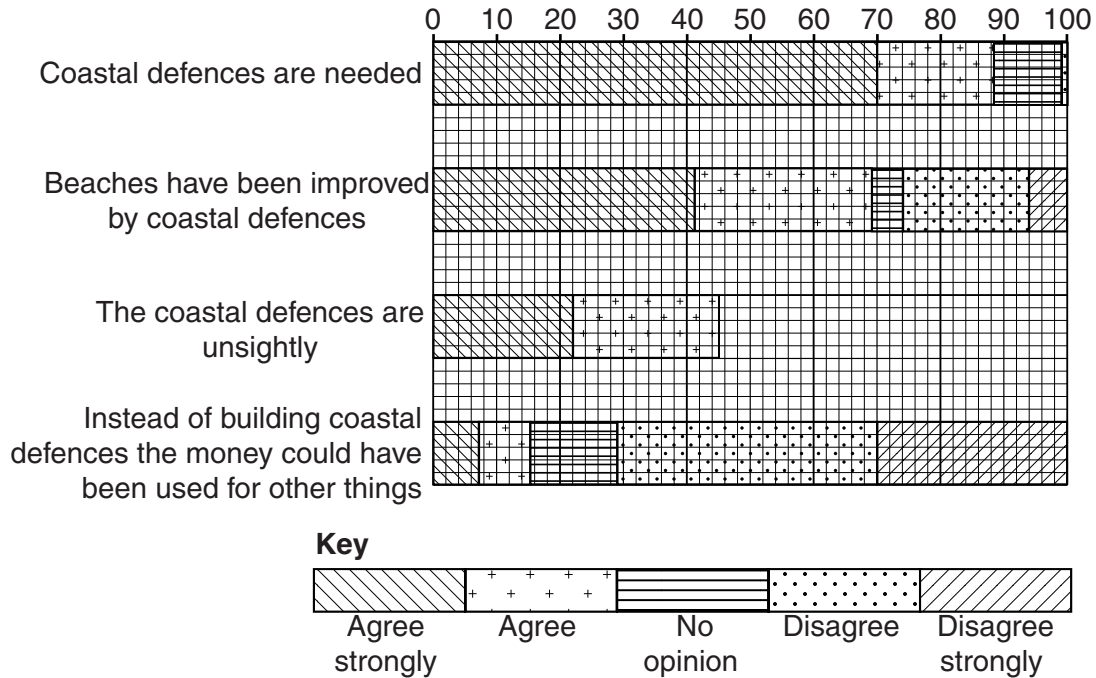 0 10 20 30 40 50 60 70 80 90 100
Coastal defences are needed
Beaches have been improved
by coastal defences
The coastal defences are
unsightly
Instead of building coastal
defences the money could have
been used for other things
Key
Agree strongly
Agree
No opinion
Disagree
Disagree strongly